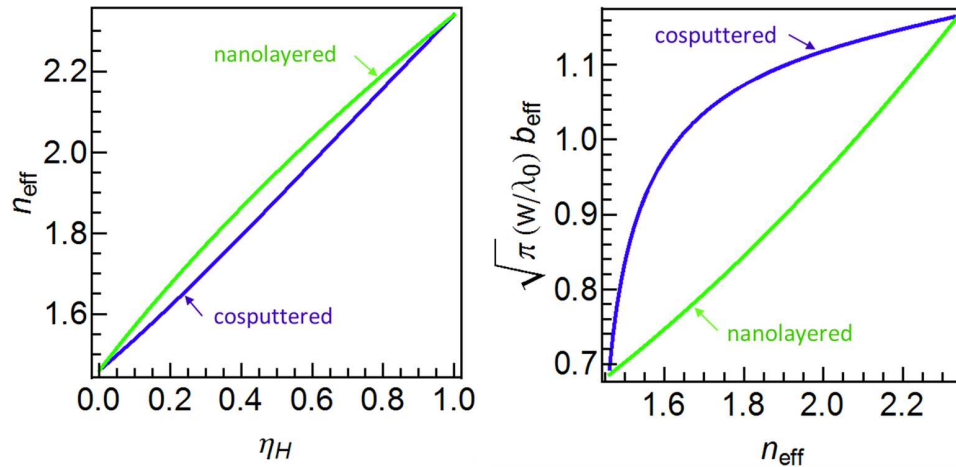 nanolayered
cosputtered
n_eff
2.2
2.0
1.8
1.6
0.0 0.2 0.4 0.6 0.8 1.0
η_H
cosputtered
nanolayered
√π (w/λ₀) b_eff
1.1
1.0
0.9
0.8
0.7
1.6 1.8 2.0 2.2
n_eff